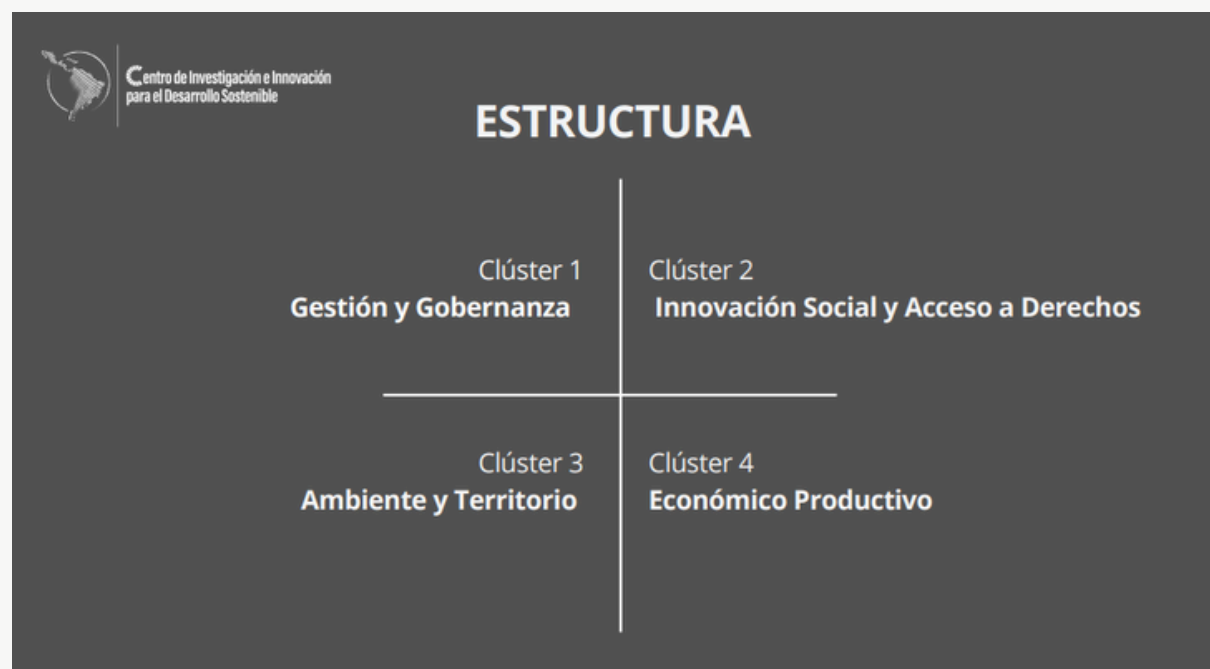 Centro de Investigación e Innovación
para el Desarrollo Sostenible
ESTRUCTURA
Clúster 1
Gestión y Gobernanza
Clúster 2
Innovación Social y Acceso a Derechos
Clúster 3
Ambiente y Territorio
Clúster 4
Económico Productivo